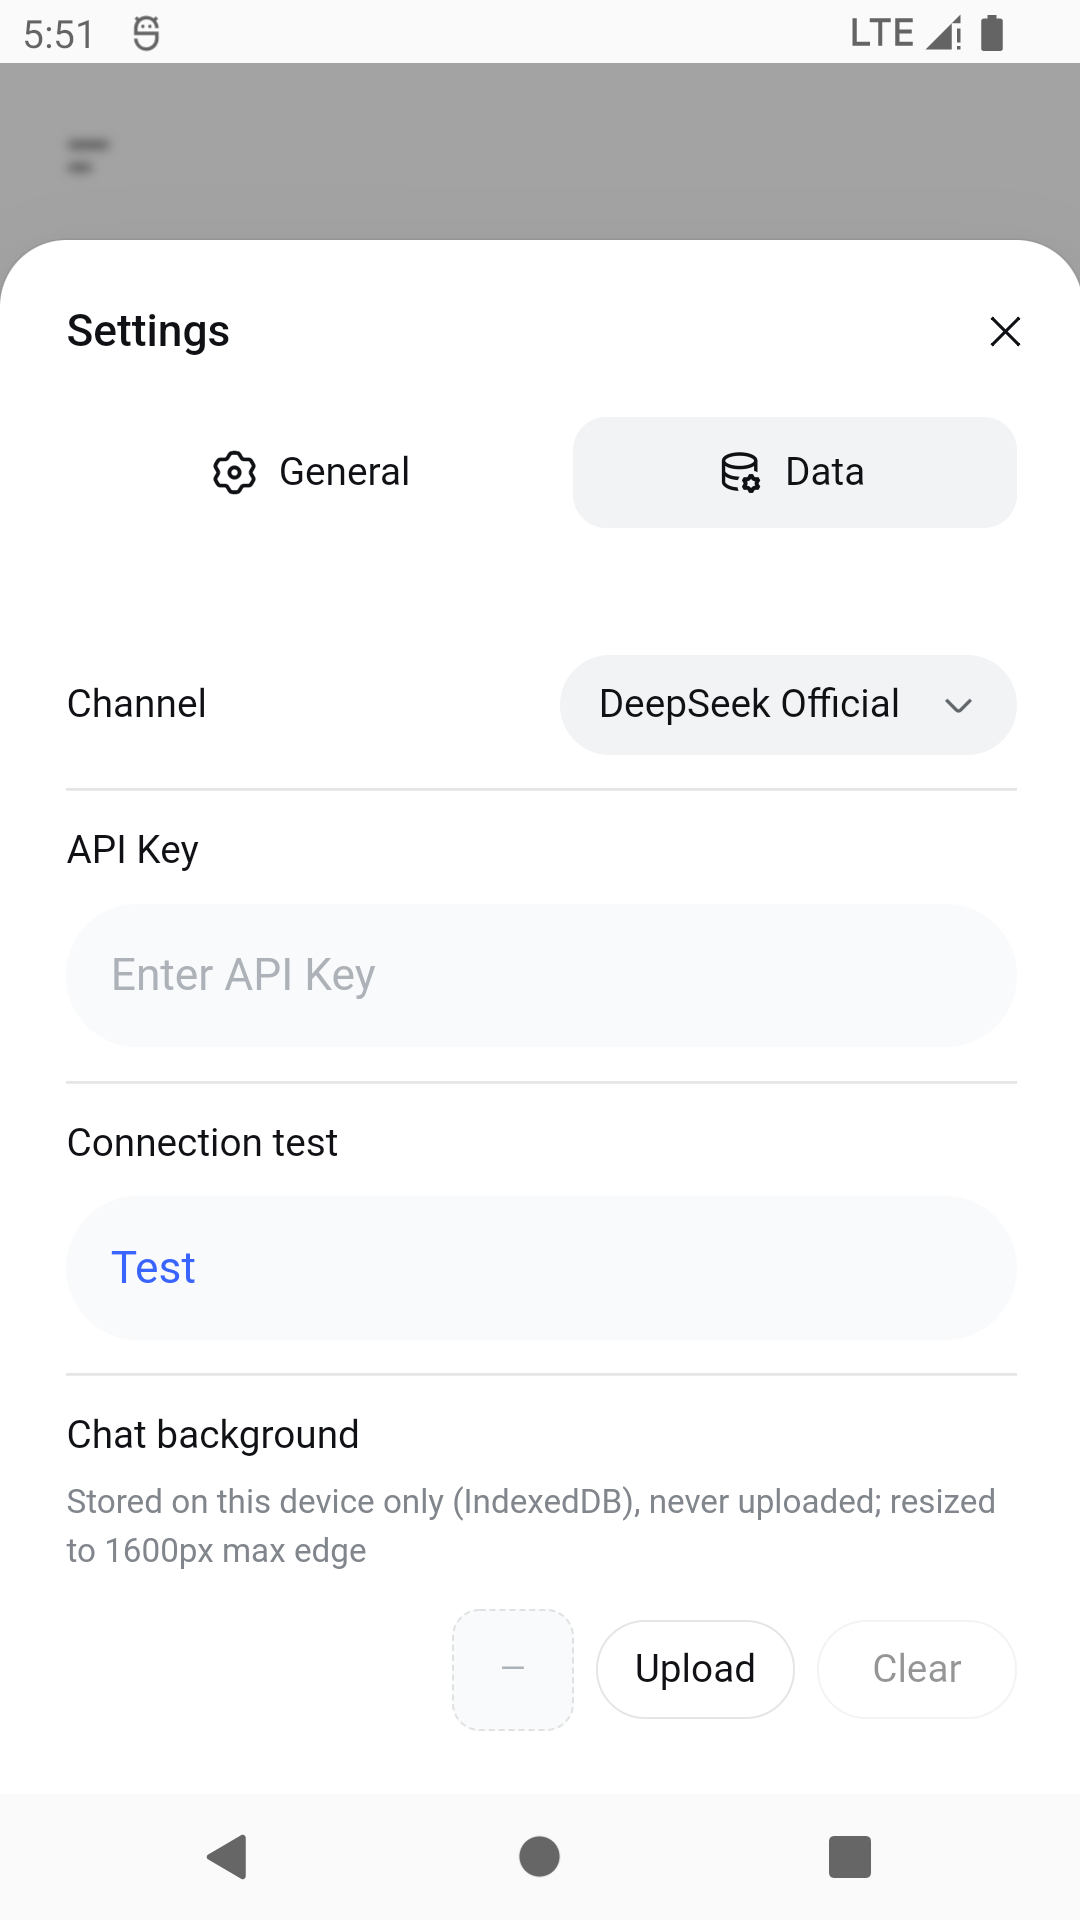 5:51
LTE
Settings
General
Data
Channel
DeepSeek Official
API Key
Enter API Key
Connection test
Test
Chat background
Stored on this device only (IndexedDB), never uploaded; resized
to 1600px max edge
–
Upload
Clear